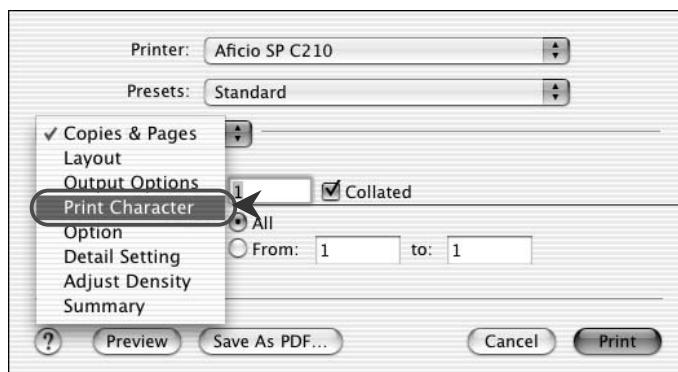 Printer: Aficio SP C210
Presets: Standard
✓ Copies & Pages
Layout
Output Options
1 Collated
Print Character
All
Option
From: 1 to: 1
Detail Setting
Adjust Density
Summary
? Preview Save As PDF... Cancel Print